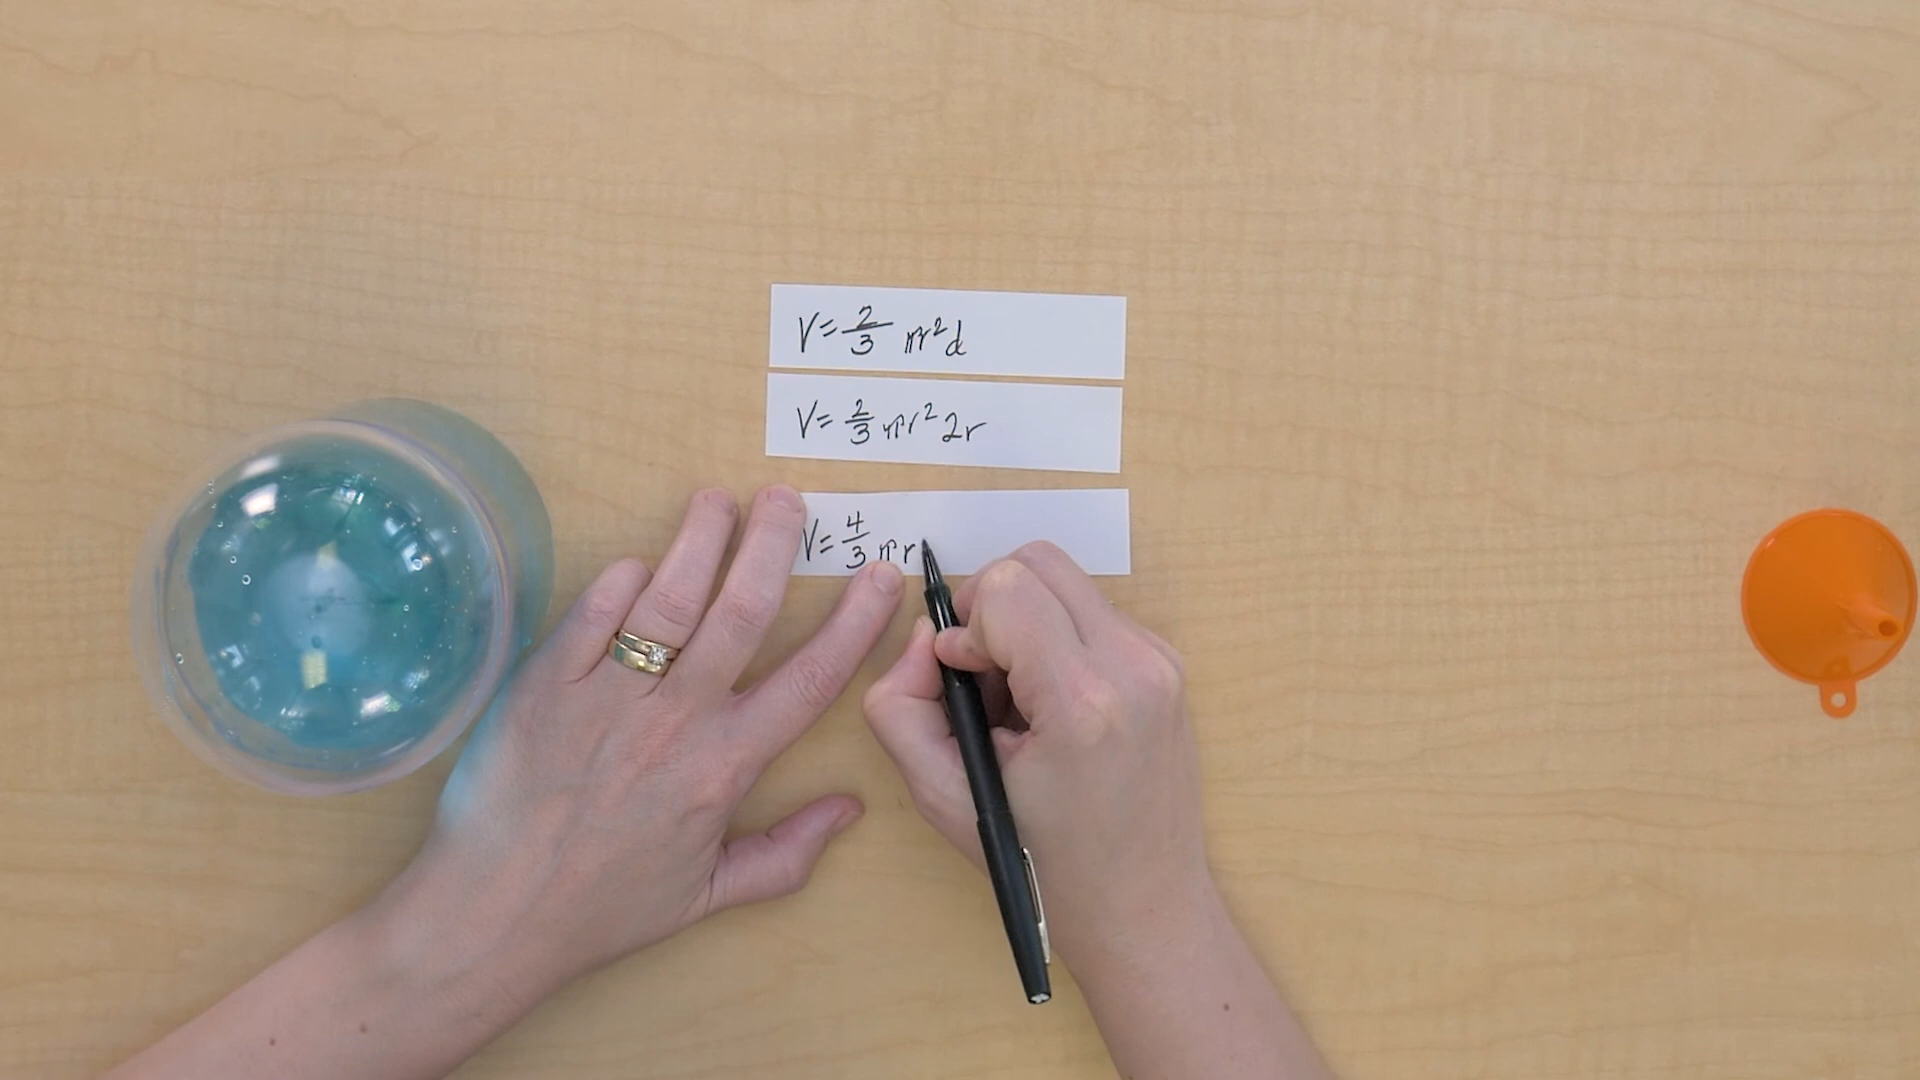 V = 2/3 πr²d
V = 2/3 πr² 2r
V = 4/3 πr